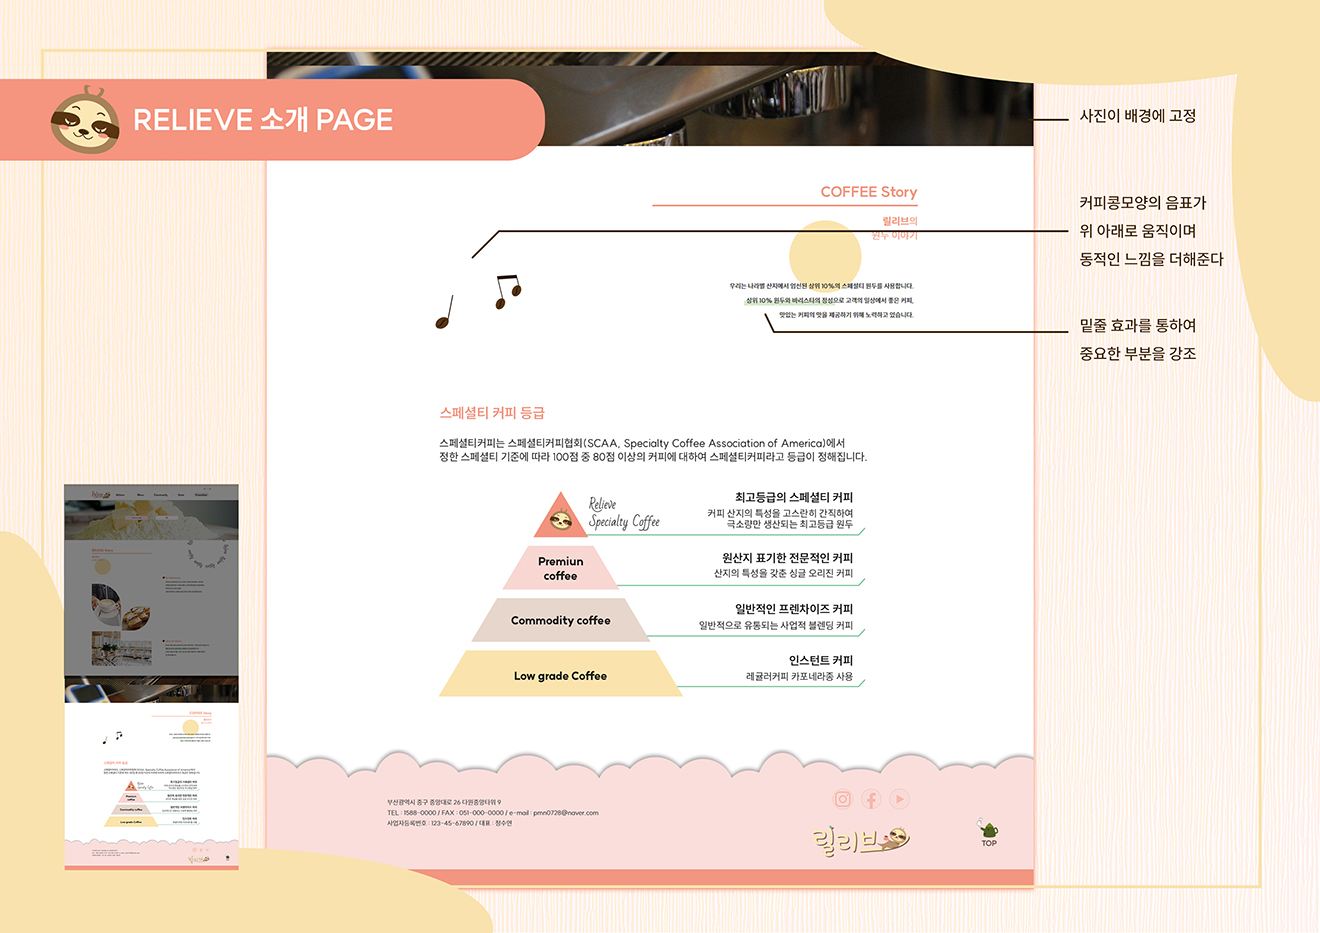 RELIEVE 소개 PAGE
사진이 배경에 고정
COFFEE Story
릴리브의
원두 이야기
커피콩모양의 음표가
위 아래로 움직이며
동적인 느낌을 더해준다
우리는 나라별 산지에서 엄선된 상위 10%의 스페셜티 원두를 사용합니다.
상위 10% 원두와 바리스타의 정성으로 고객의 일상에서 좋은 커피,
맛있는 커피의 맛을 제공하기 위해 노력하고 있습니다.
밑줄 효과를 통하여
중요한 부분을 강조
스페셜티 커피 등급
스페셜티커피는 스페셜티커피협회(SCAA, Specialty Coffee Association of America)에서
정한 스페셜티 기준에 따라 100점 중 80점 이상의 커피에 대하여 스페셜티커피라고 등급이 정해집니다.
Relieve
Specialty Coffee
최고등급의 스페셜티 커피
커피 산지의 특성을 고스란히 간직하여
극소량만 생산되는 최고등급 원두
Premiun
coffee
원산지 표기한 전문적인 커피
산지의 특성을 갖춘 싱글 오리진 커피
Commodity coffee
일반적인 프렌차이즈 커피
일반적으로 유통되는 사업적 블렌딩 커피
Low grade Coffee
인스턴트 커피
레귤러커피 카포네라종 사용
부산광역시 중구 중앙대로 26 다원중앙타워 9
TEL : 1588-0000 / FAX : 051-000-0000 / e-mail : pmn0728@naver.com
사업자등록번호 : 123-45-67890 / 대표 : 정수연
릴리브
TOP